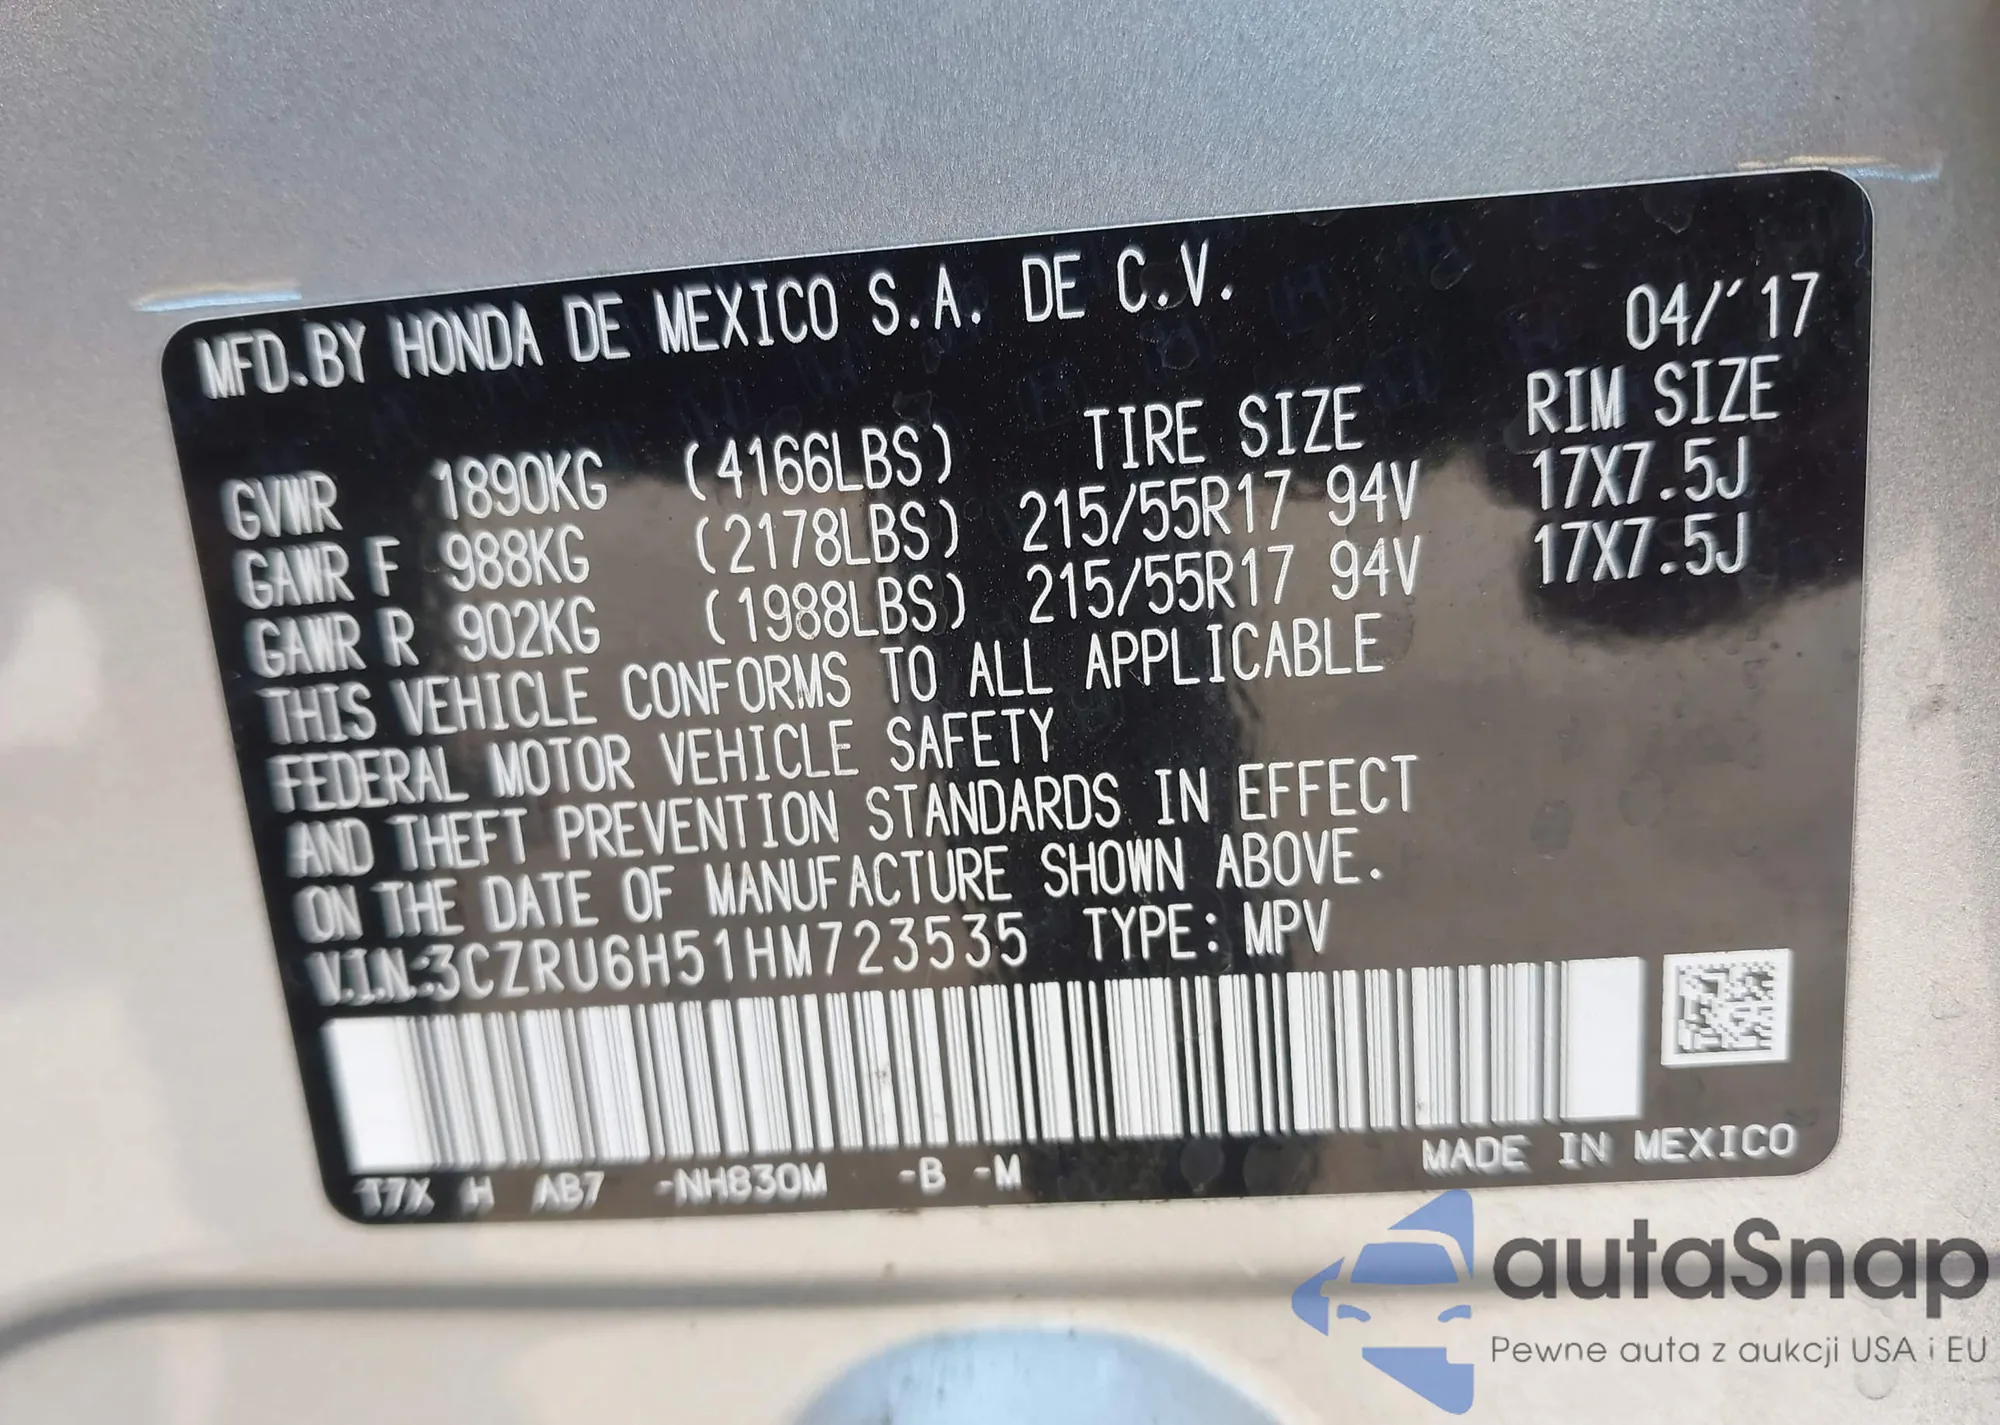 MFD.BY HONDA DE MEXICO S.A. DE C.V.
04/'17
TIRE SIZE RIM SIZE
GVWR 1890KG (4166LBS)
GAWR F 988KG (2178LBS) 215/55R17 94V 17X7.5J
GAWR R 902KG (1988LBS) 215/55R17 94V 17X7.5J
THIS VEHICLE CONFORMS TO ALL APPLICABLE
FEDERAL MOTOR VEHICLE SAFETY
AND THEFT PREVENTION STANDARDS IN EFFECT
ON THE DATE OF MANUFACTURE SHOWN ABOVE.
V.I.N.:3CZRU6H51HM723535 TYPE: MPV
MADE IN MEXICO
T7X H AB7 -NH830M -B -M
autaSnap
Pewne auta z aukcji USA i EU